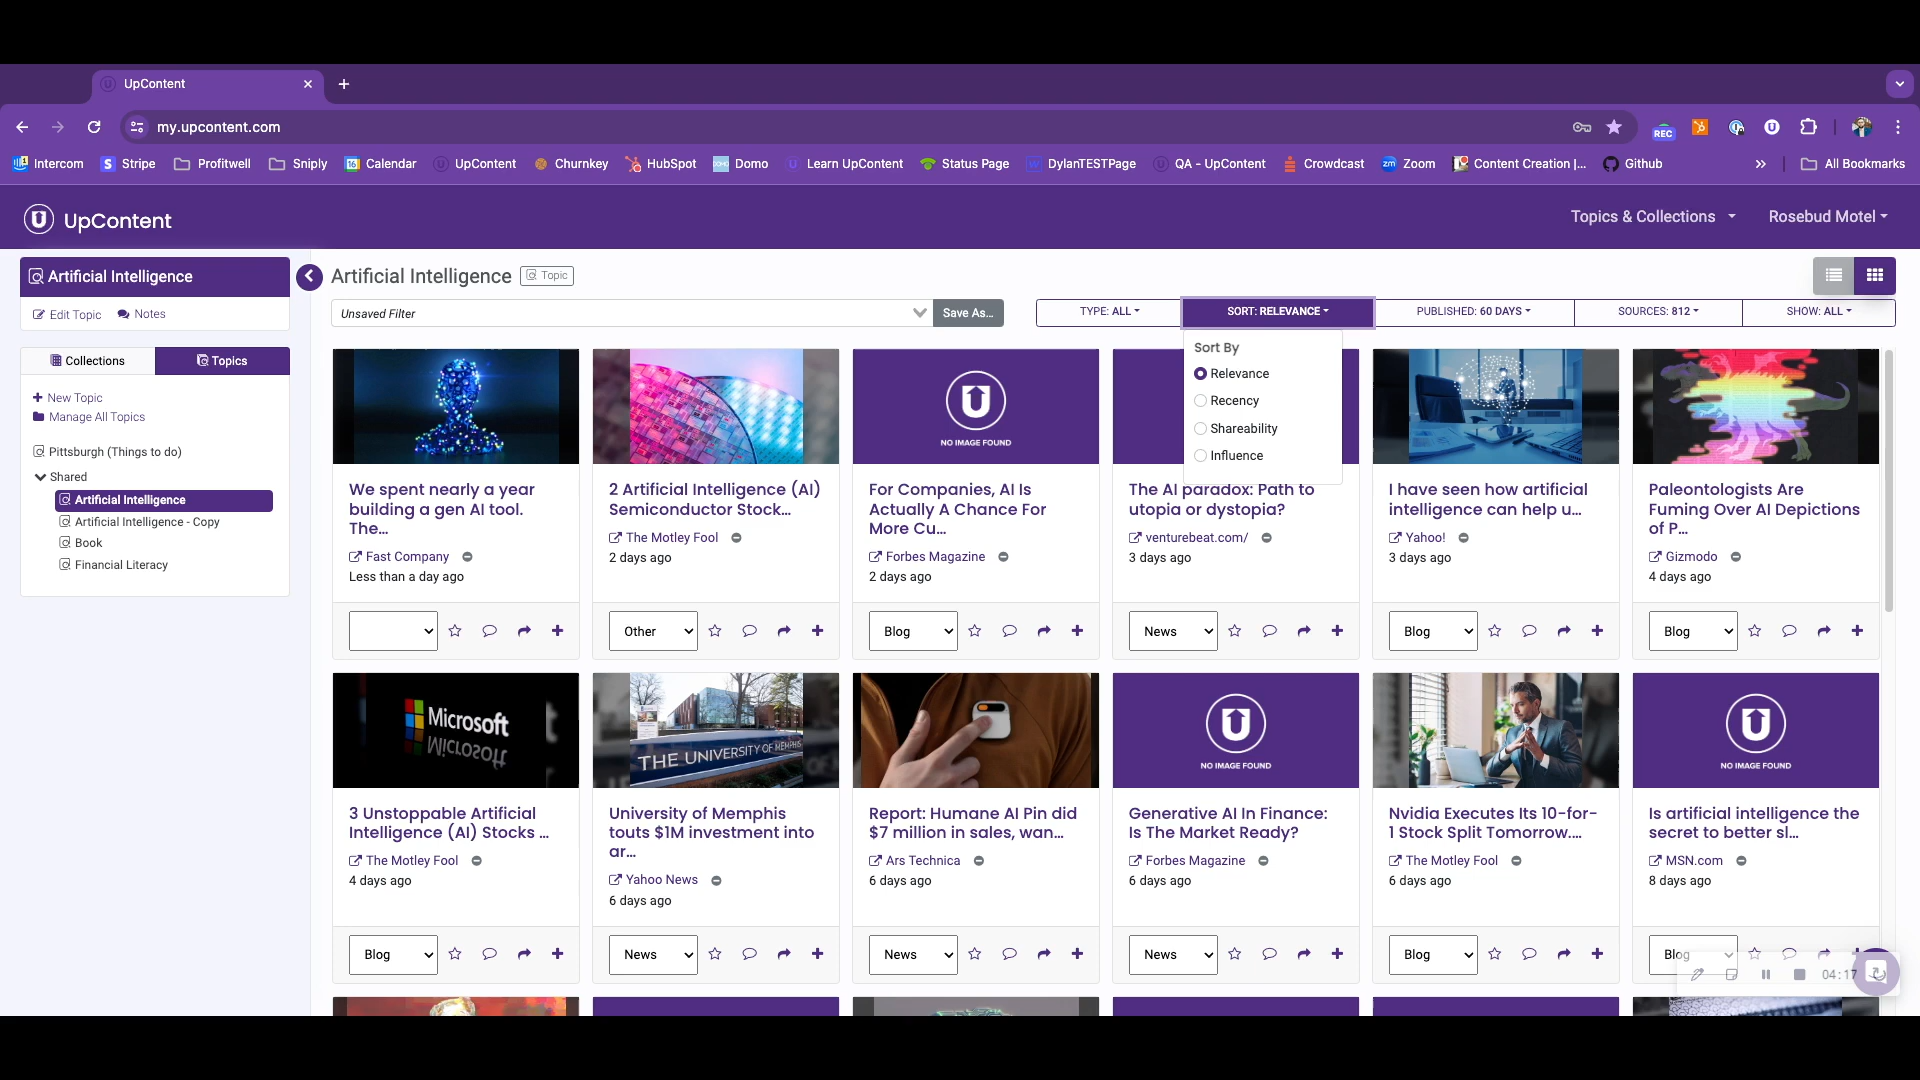 UpContent
my.upcontent.com
REC
Intercom
Stripe
Profitwell
Sniply
Calendar
UpContent
Churnkey
HubSpot
Domo
Learn UpContent
Status Page
DylanTESTPage
QA - UpContent
Crowdcast
Zoom
Content Creation |...
Github
All Bookmarks
UpContent
Topics & Collections
Rosebud Motel
Artificial Intelligence
Edit Topic
Notes
Collections
Topics
New Topic
Manage All Topics
Pittsburgh (Things to do)
Shared
Artificial Intelligence
Artificial Intelligence - Copy
Book
Financial Literacy
Artificial Intelligence
Topic
Unsaved Filter
Save As...
TYPE: ALL
SORT: RELEVANCE
PUBLISHED: 60 DAYS
SOURCES: 812
SHOW: ALL
Sort By
Relevance
Recency
Shareability
Influence
We spent nearly a year
building a gen AI tool.
The...
Fast Company
Less than a day ago
2 Artificial Intelligence (AI)
Semiconductor Stock...
The Motley Fool
2 days ago
Other
NO IMAGE FOUND
For Companies, AI Is
Actually A Chance For
More Cu...
Forbes Magazine
2 days ago
Blog
The AI paradox: Path to
utopia or dystopia?
venturebeat.com/
3 days ago
News
I have seen how artificial
intelligence can help u...
Yahoo!
3 days ago
Blog
Paleontologists Are
Fuming Over AI Depictions
of P...
Gizmodo
4 days ago
Blog
Microsoft
3 Unstoppable Artificial
Intelligence (AI) Stocks ...
The Motley Fool
4 days ago
Blog
THE UNIVERSITY OF MEMPHIS
University of Memphis
touts $1M investment into
ar...
Yahoo News
6 days ago
News
Report: Humane AI Pin did
$7 million in sales, wan...
Ars Technica
6 days ago
News
NO IMAGE FOUND
Generative AI In Finance:
Is The Market Ready?
Forbes Magazine
6 days ago
News
Nvidia Executes Its 10-for-
1 Stock Split Tomorrow....
The Motley Fool
6 days ago
Blog
NO IMAGE FOUND
Is artificial intelligence the
secret to better sl...
MSN.com
8 days ago
Blog
04:17